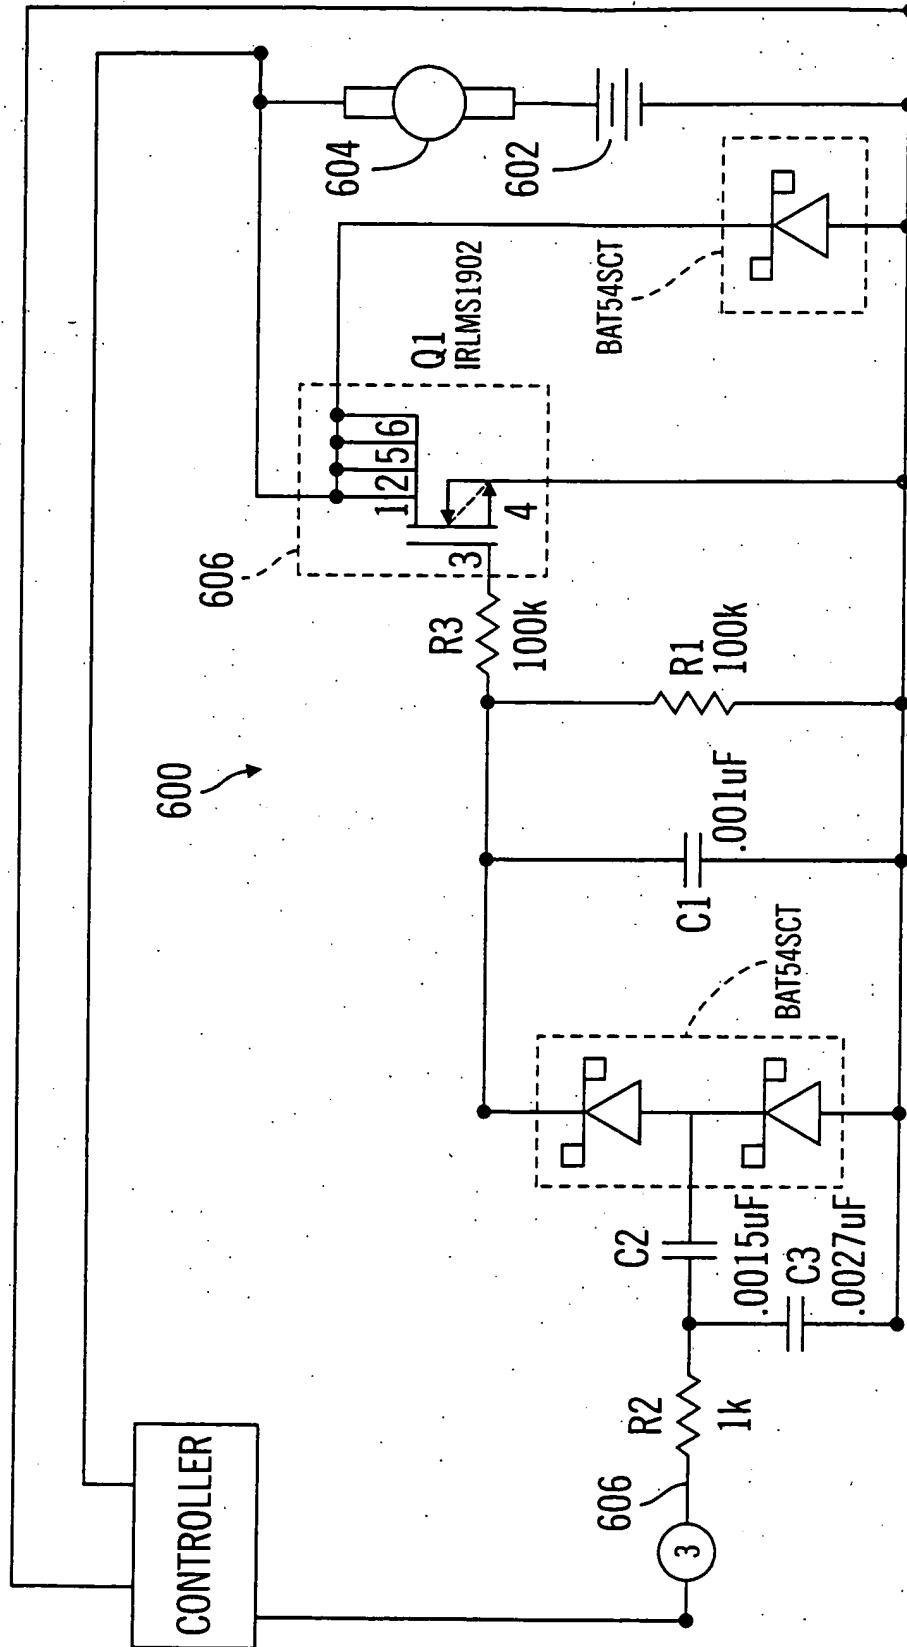 CONTROLLER
3
606
R2
1k
C2
.0015uF
C3
.0027uF
BAT54SCT
C1
.001uF
R1
100k
600
R3
100k
606
1
2
5
6
3
4
Q1
IRLMS1902
BAT54SCT
604
602